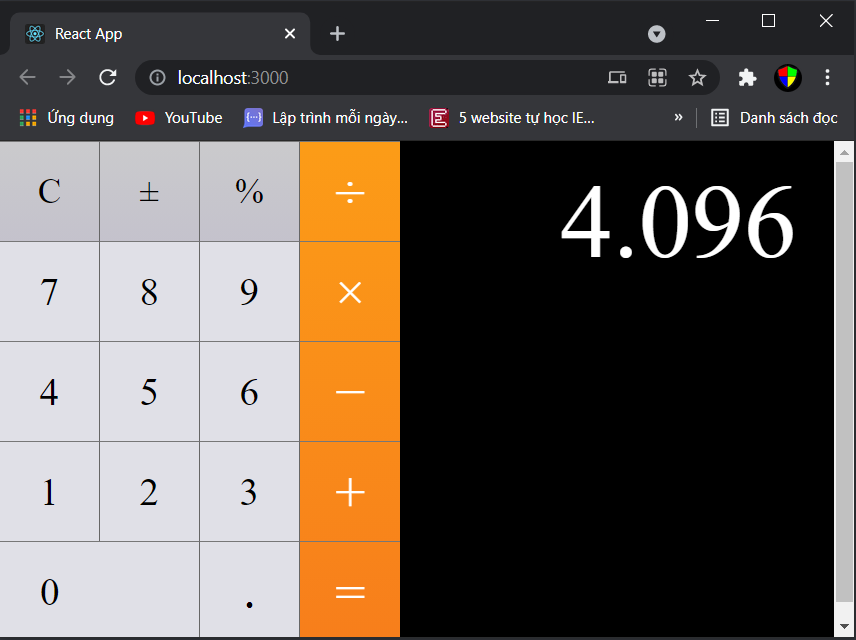 React App
localhost:3000
Ứng dụng YouTube Lập trình mỗi ngày... 5 website tự học IE... » Danh sách đọc
4.096
C ± % ÷
7 8 9 ×
4 5 6 −
1 2 3 +
0 . =